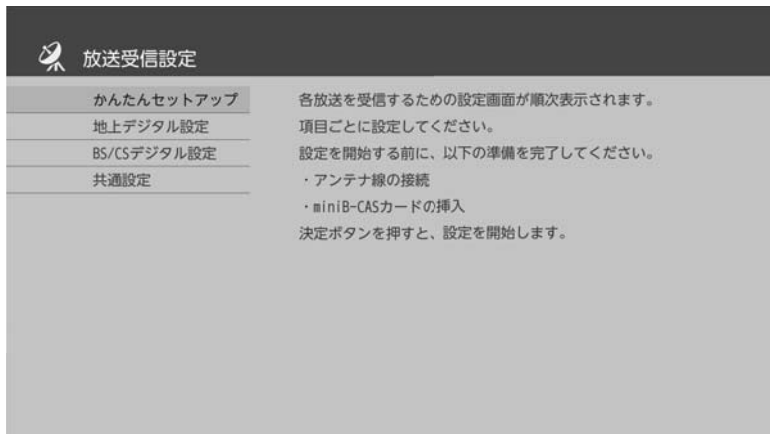 放送受信設定
かんたんセットアップ
地上デジタル設定
BS/CSデジタル設定
共通設定
各放送を受信するための設定画面が順次表示されます。
項目ごとに設定してください。
設定を開始する前に、以下の準備を完了してください。
・アンテナ線の接続
・miniB-CASカードの挿入
決定ボタンを押すと、設定を開始します。